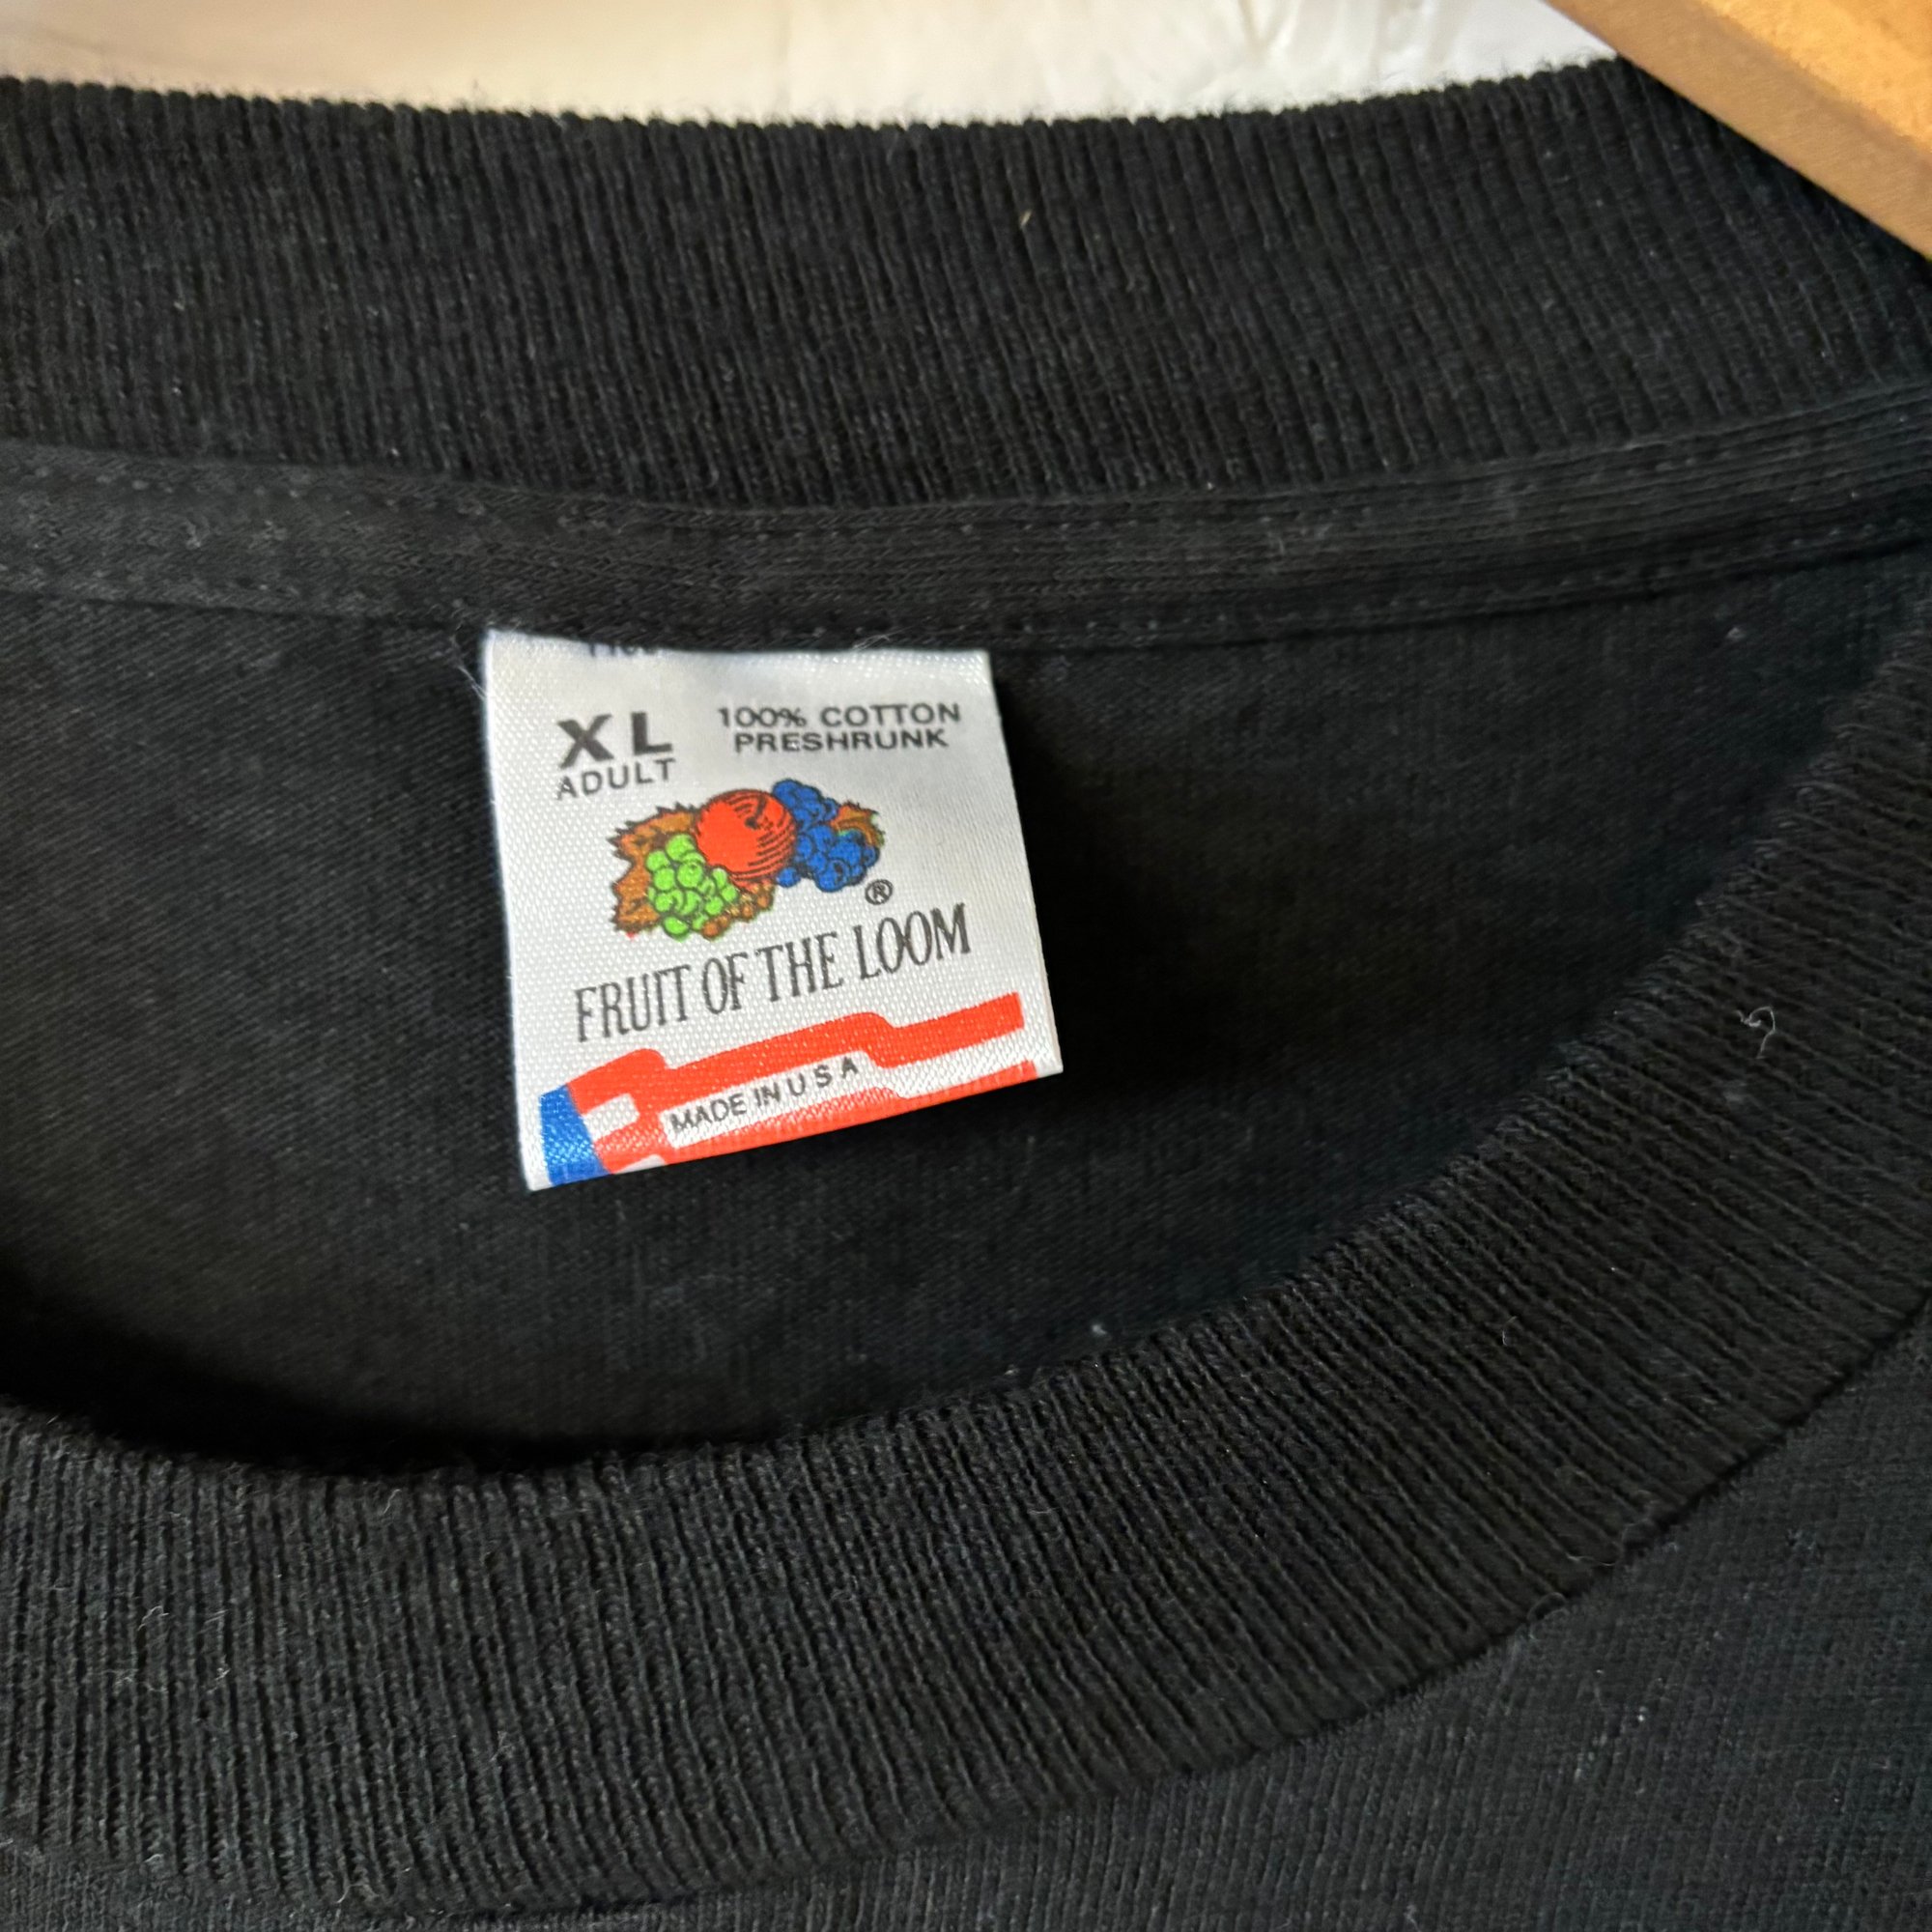 XL
ADULT
100% COTTON
PRESHRUNK
®
FRUIT OF THE LOOM
MADE IN U S A